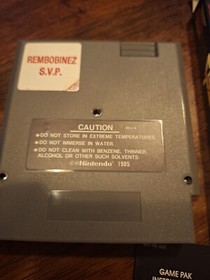 REMBOBINEZ
S.V.P.
CAUTION
• DO NOT STORE IN EXTREME TEMPERATURES.
• DO NOT IMMERSE IN WATER.
• DO NOT CLEAN WITH BENZENE, THINNER,
ALCOHOL OR OTHER SUCH SOLVENTS.
©Nintendo 1985
GAME PAK